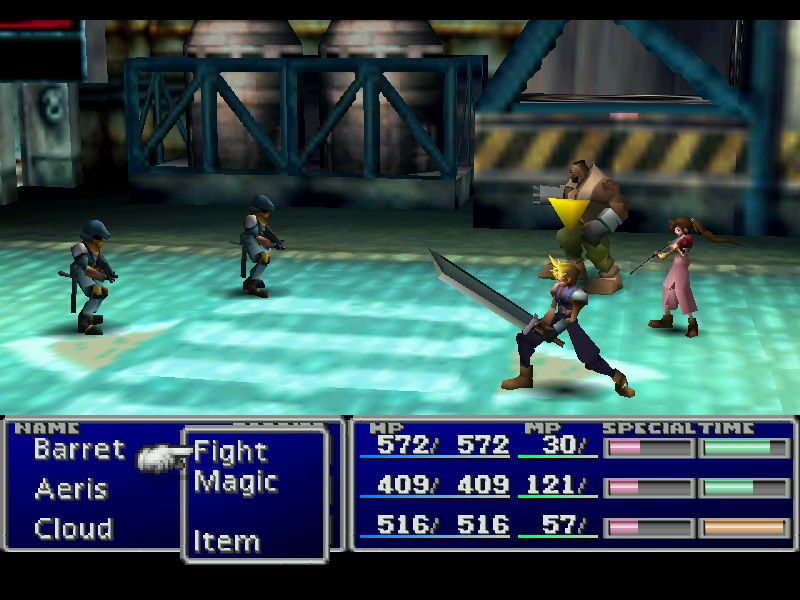 NAME MP MP SPECIAL TIME
Barret Fight 572/ 572 30/
Magic
Aeris 409/ 409 121/
Cloud Item 516/ 516 57/